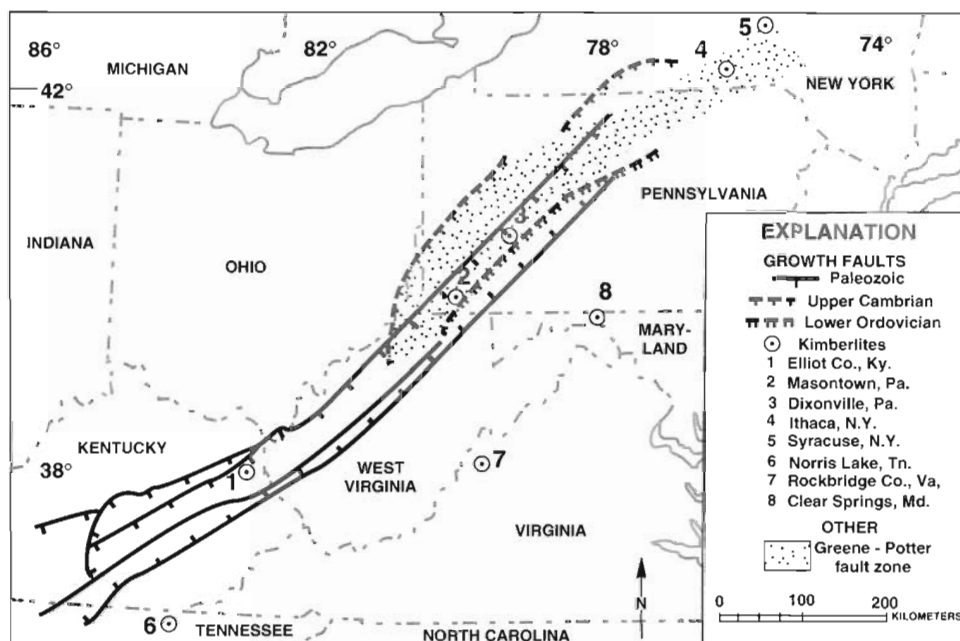 86°
82°
78°
5
4
74°
MICHIGAN
42°
NEW YORK
PENNSYLVANIA
INDIANA
OHIO
3
2
8
MARY-
LAND
KENTUCKY
38°
1
WEST
VIRGINIA
7
VIRGINIA
6
TENNESSEE
NORTH CAROLINA
N
EXPLANATION
GROWTH FAULTS
Paleozoic
Upper Cambrian
Lower Ordovician
Kimberlites
1 Elliot Co., Ky.
2 Masontown, Pa.
3 Dixonville, Pa.
4 Ithaca, N.Y.
5 Syracuse, N.Y.
6 Norris Lake, Tn.
7 Rockbridge Co., Va,
8 Clear Springs, Md.
OTHER
Greene - Potter
fault zone
0 100 200
KILOMETERS